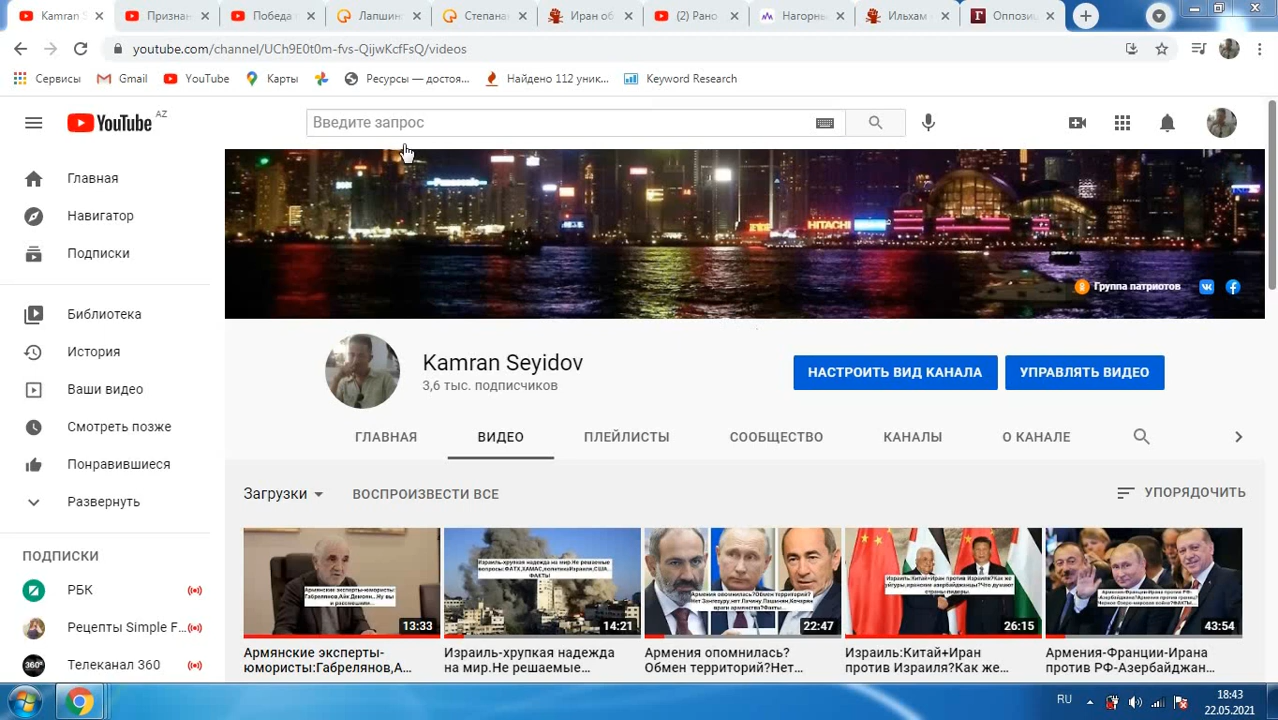 Kamran S
Признан
Победа
Лапшин
Степана
Иран об
(2) Рано
Нагорны
Ильхам
Оппози
youtube.com/channel/UCh9E0t0m-fvs-QijwKcfFsQ/videos
Сервисы
Gmail
YouTube
Карты
Ресурсы — достоя...
Найдено 112 уник...
Keyword Research
YouTube AZ
Введите запрос
Главная
Навигатор
Подписки
Библиотека
История
Ваши видео
Смотреть позже
Понравившиеся
Развернуть
ПОДПИСКИ
РБК
Рецепты Simple F...
Телеканал 360
360°
HITACHI
Группа патриотов
Kamran Seyidov
3,6 тыс. подписчиков
НАСТРОИТЬ ВИД КАНАЛА
УПРАВЛЯТЬ ВИДЕО
ГЛАВНАЯ
ВИДЕО
ПЛЕЙЛИСТЫ
СООБЩЕСТВО
КАНАЛЫ
О КАНАЛЕ
Загрузки
ВОСПРОИЗВЕСТИ ВСЕ
УПОРЯДОЧИТЬ
13:33
14:21
22:47
26:15
43:54
Армянские эксперты-
юмористы:Габрелянов,А...
Израиль-хрупкая надежда
на мир.Не решаемые...
Армения опомнилась?
Обмен территорий?Нет...
Израиль:Китай+Иран
против Израиля?Как же...
Армения-Франции-Ирана
против РФ-Азербайджан...
RU
18:43
22.05.2021